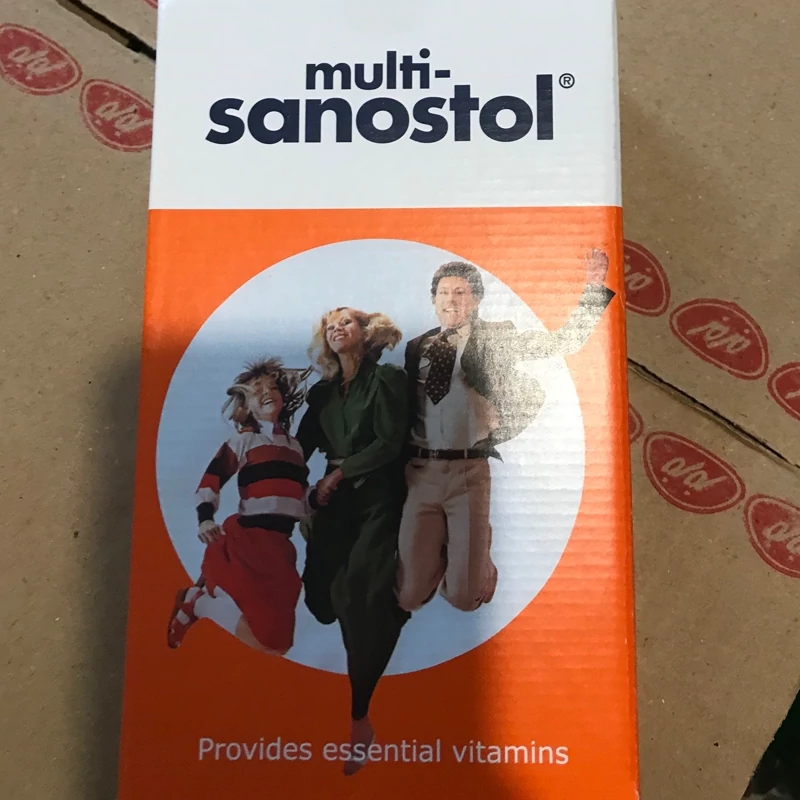 multi-
sanostol®
Provides essential vitamins